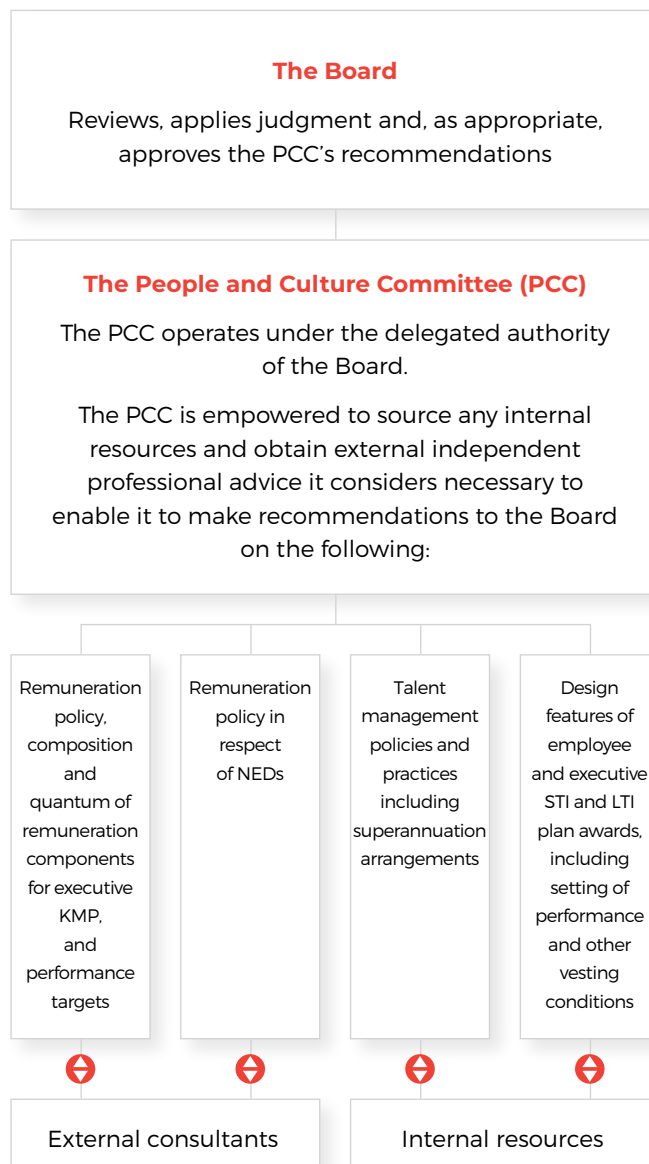 The Board
Reviews, applies judgment and, as appropriate,
approves the PCC’s recommendations
The People and Culture Committee (PCC)
The PCC operates under the delegated authority
of the Board.
The PCC is empowered to source any internal
resources and obtain external independent
professional advice it considers necessary to
enable it to make recommendations to the Board
on the following:
Remuneration
policy,
composition
and
quantum of
remuneration
components
for executive
KMP,
and
performance
targets
Remuneration
policy in
respect
of NEDs
Talent
management
policies and
practices
including
superannuation
arrangements
Design
features of
employee
and executive
STI and LTI
plan awards,
including
setting of
performance
and other
vesting
conditions
External consultants
Internal resources